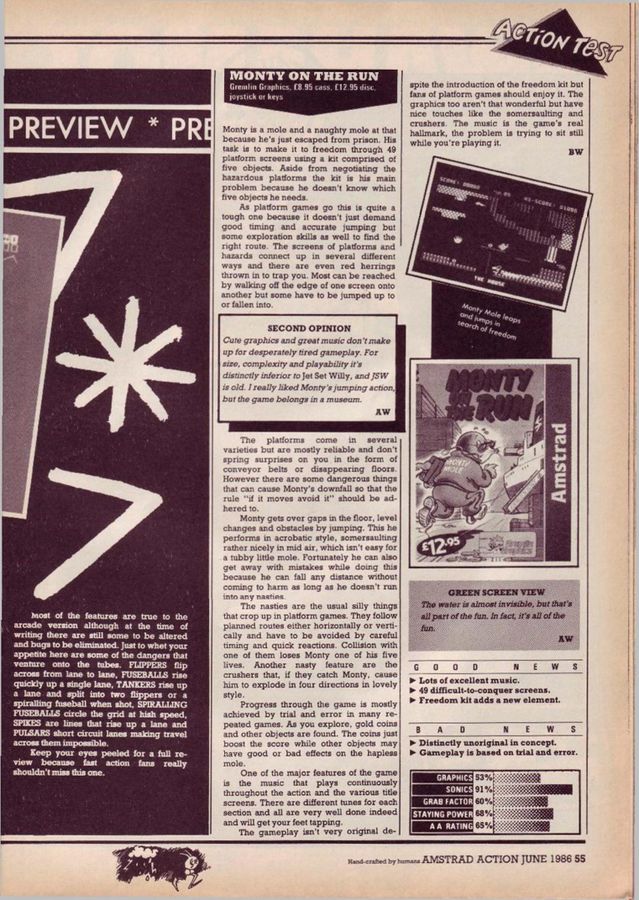 ACTION TEST
PREVIEW * PRE
Most of the features are true to the
arcade version although at the time of
writing there are still some to be altered
and bugs to be eliminated. Just to whet your
appetite here are some of the dangers that
venture onto the tubes. FLIPPERS flip
across from lane to lane, FUSEBALLS rise
quickly up a single lane, TANKERS rise up
a lane and split into two flippers or a
spiralling fuseball when shot, SPIRALLING
FUSEBALLS circle the grid at high speed,
SPIKES are lines that rise up a lane and
PULSARS short circuit lanes making travel
across them impossible.
Keep your eyes peeled for a full re-
view because fast action fans really
shouldn't miss this one.
MONTY ON THE RUN
Gremlin Graphics, £8.95 cass, £12.95 disc,
joystick or keys
Monty is a mole and a naughty mole at that
because he's just escaped from prison. His
task is to make it to freedom through 49
platform screens using a kit comprised of
five objects. Aside from negotiating the
hazardous platforms the kit is his main
problem because he doesn't know which
five objects he needs.
As platform games go this is quite a
tough one because it doesn't just demand
good timing and accurate jumping but
some exploration skills as well to find the
right route. The screens of platforms and
hazards connect up in several different
ways and there are even red herrings
thrown in to trap you. Most can be reached
by walking off the edge of one screen onto
another but some have to be jumped up to
or fallen into.
SECOND OPINION
Cute graphics and great music don't make
up for desperately tired gameplay. For
size, complexity and playability it's
distinctly inferior to Jet Set Willy, and JSW
is old. I really liked Monty's jumping action,
but the game belongs in a museum.
AW
The platforms come in several
varieties but are mostly reliable and don't
spring surprises on you in the form of
conveyor belts or disappearing floors.
However there are some dangerous things
that can cause Monty's downfall so that the
rule "if it moves avoid it" should be ad-
hered to.
Monty gets over gaps in the floor, level
changes and obstacles by jumping. This he
performs in acrobatic style, somersaulting
rather nicely in mid air, which isn't easy for
a tubby little mole. Fortunately he can also
get away with mistakes while doing this
because he can fall any distance without
coming to harm as long as he doesn't run
into any nasties.
The nasties are the usual silly things
that crop up in platform games. They follow
planned routes either horizontally or verti-
cally and have to be avoided by careful
timing and quick reactions. Collision with
one of them loses Monty one of his five
lives. Another nasty feature are the
crushers that, if they catch Monty, cause
him to explode in four directions in lovely
style.
Progress through the game is mostly
achieved by trial and error in many re-
peated games. As you explore, gold coins
and other objects are found. The coins just
boost the score while other objects may
have good or bad effects on the hapless
mole.
One of the major features of the game
is the music that plays continuously
throughout the action and the various title
screens. There are different tunes for each
section and all are very well done indeed
and will get your feet tapping.
The gameplay isn't very original de-
spite the introduction of the freedom kit but
fans of platform games should enjoy it. The
graphics too aren't that wonderful but have
nice touches like the somersaulting and
crushers. The music is the game's real
hallmark, the problem is trying to sit still
while you're playing it.
BW
THE HOUSE
Monty Mole leaps
and jumps in
search of freedom
MONTY
ON
THE RUN
MONTY
MOLE
Amstrad
£12.95
GREEN SCREEN VIEW
The water is almost invisible, but that's
all part of the fun. In fact, it's all of the
fun.
AW
GOOD NEWS
▶ Lots of excellent music.
▶ 49 difficult-to-conquer screens.
▶ Freedom kit adds a new element.
BAD NEWS
▶ Distinctly unoriginal in concept.
▶ Gameplay is based on trial and error.
GRAPHICS 53%
SONICS 91%
GRAB FACTOR 60%
STAYING POWER 68%
AA RATING 65%
Hand-crafted by humans AMSTRAD ACTION JUNE 1986 55